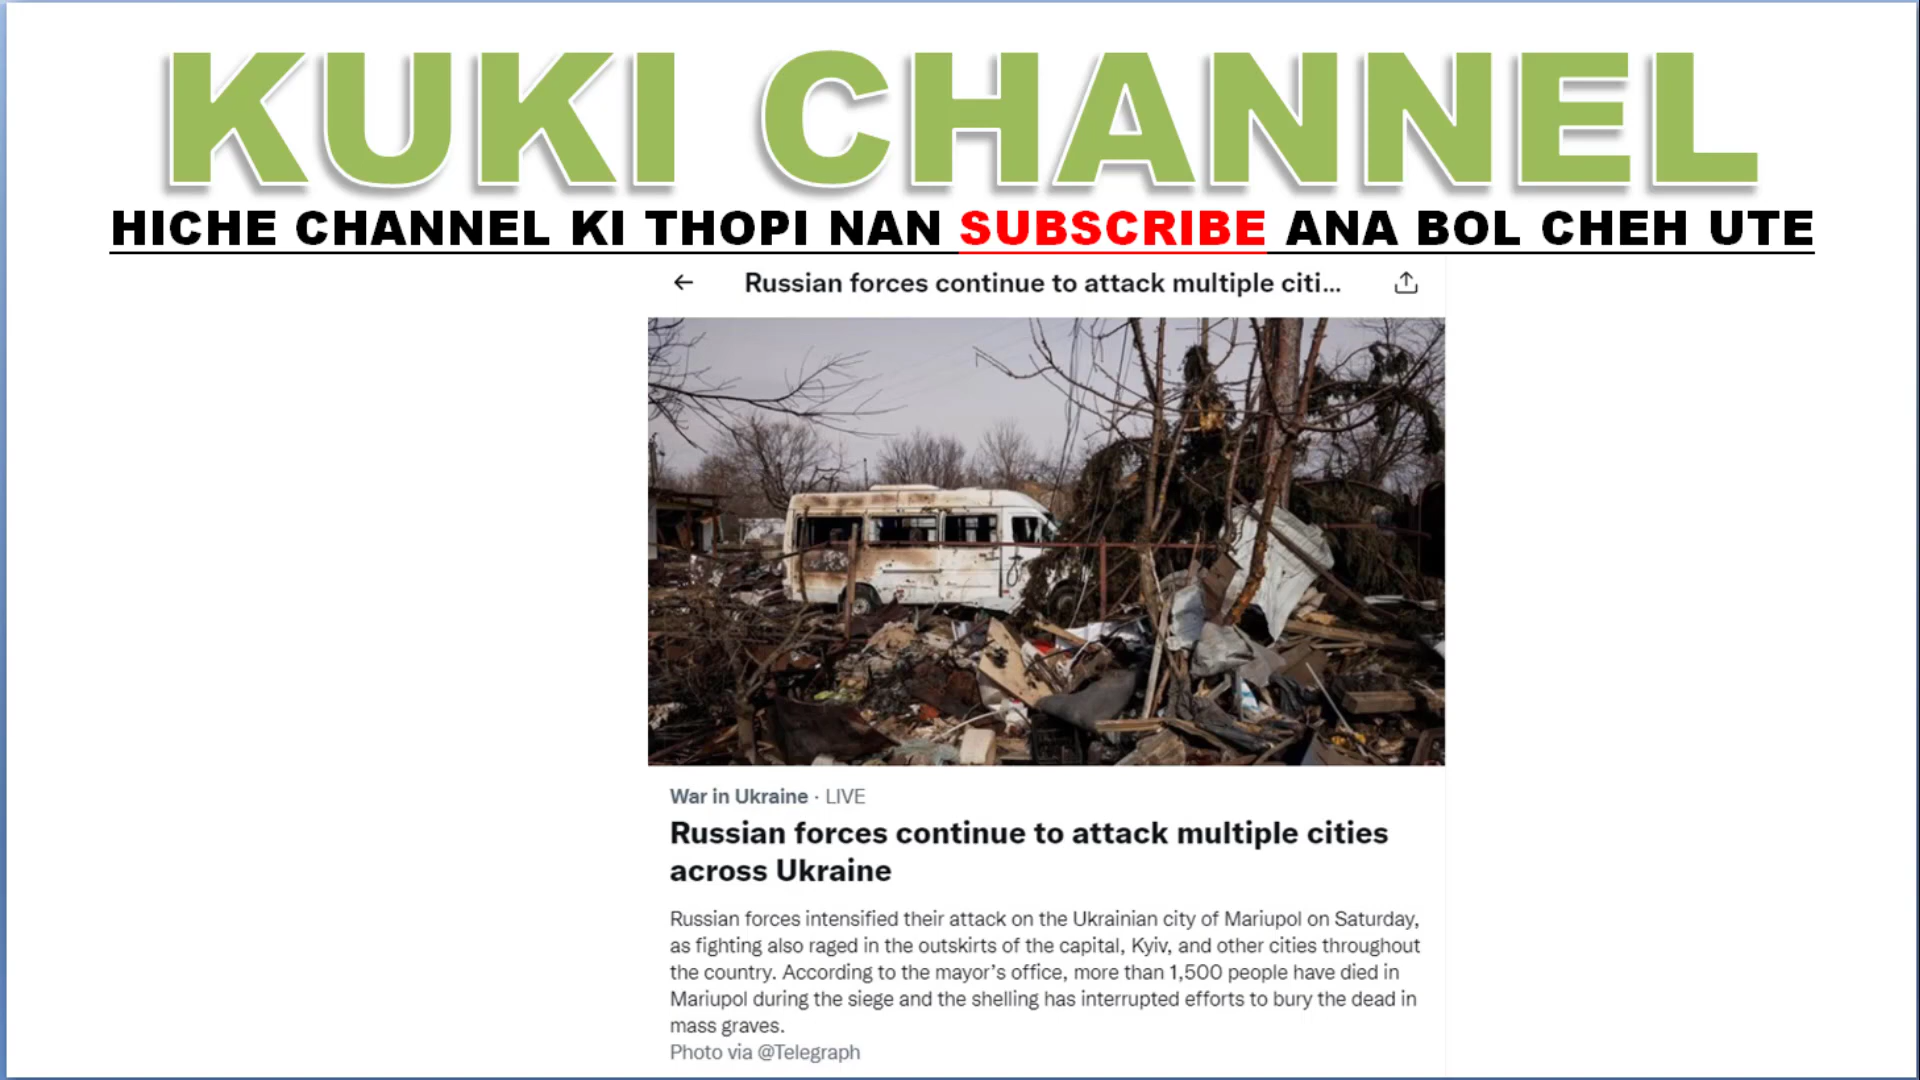 KUKI CHANNEL
HICHE CHANNEL KI THOPI NAN SUBSCRIBE ANA BOL CHEH UTE
Russian forces continue to attack multiple citi...
War in Ukraine · LIVE
Russian forces continue to attack multiple cities
across Ukraine
Russian forces intensified their attack on the Ukrainian city of Mariupol on Saturday,
as fighting also raged in the outskirts of the capital, Kyiv, and other cities throughout
the country. According to the mayor’s office, more than 1,500 people have died in
Mariupol during the siege and the shelling has interrupted efforts to bury the dead in
mass graves.
Photo via @Telegraph